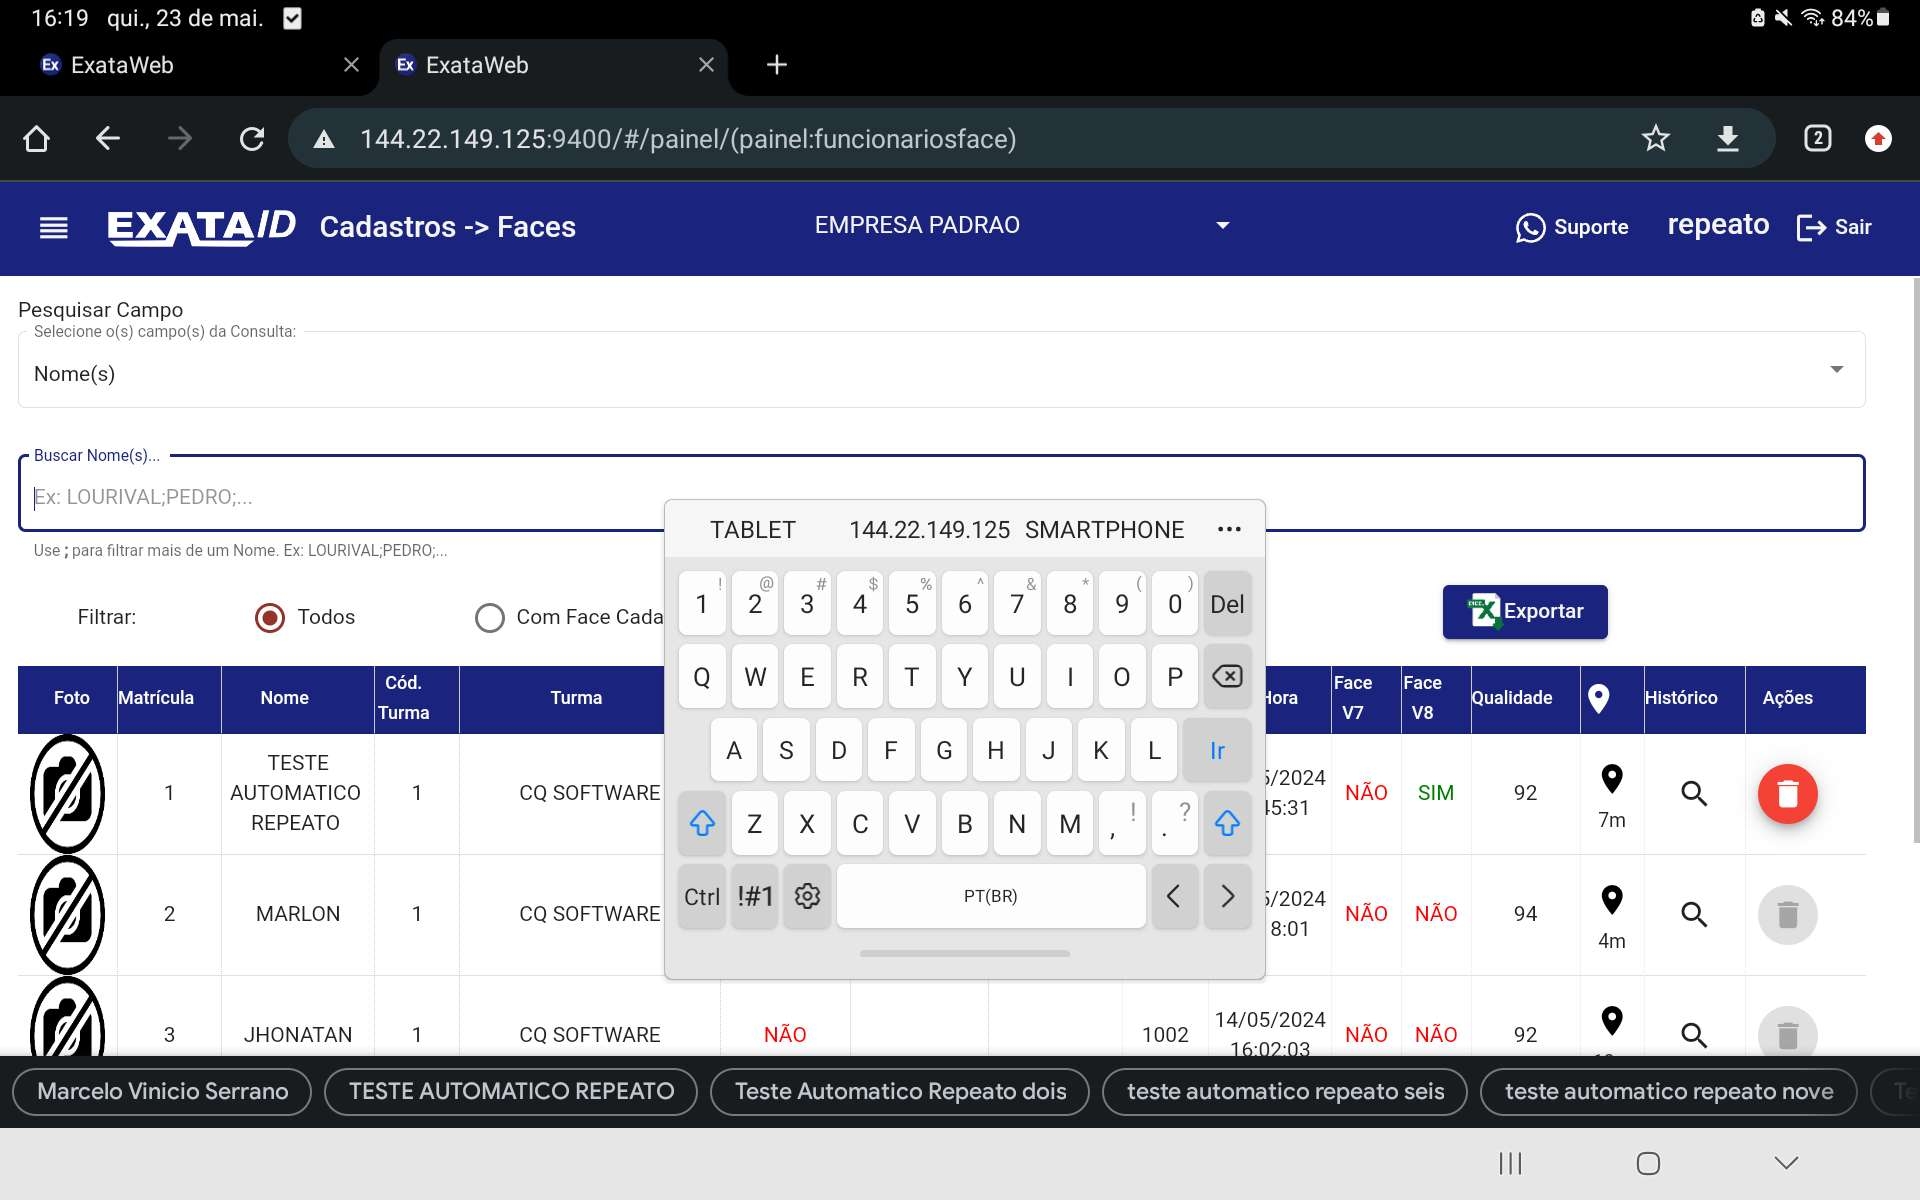 16:19 qui., 23 de mai.
84%
Ex ExataWeb
Ex ExataWeb
144.22.149.125:9400/#/painel/(painel:funcionariosface)
2
EXATA/ID Cadastros -> Faces
EMPRESA PADRAO
Suporte
repeato
Sair
Pesquisar Campo
Selecione o(s) campo(s) da Consulta:
Nome(s)
Buscar Nome(s)...
Ex: LOURIVAL;PEDRO;...
Use ; para filtrar mais de um Nome. Ex: LOURIVAL;PEDRO;...
Filtrar: Todos Com Face Cada
Exportar
TABLET 144.22.149.125 SMARTPHONE ...
! @ # $ % ^ & * ( )
1 2 3 4 5 6 7 8 9 0 Del
Q W E R T Y U I O P
A S D F G H J K L Ir
Z X C V B N M , ! . ?
Ctrl !#1 PT(BR) < >
Foto Matrícula Nome Cód. Turma Turma Hora Face V7 Face V8 Qualidade Histórico Ações
1 TESTE AUTOMATICO REPEATO 1 CQ SOFTWARE 5/2024 45:31 NÃO SIM 92 7m
2 MARLON 1 CQ SOFTWARE 5/2024 8:01 NÃO NÃO 94 4m
3 JHONATAN 1 CQ SOFTWARE NÃO 1002 14/05/2024 16:02:03 NÃO NÃO 92
Marcelo Vinicio Serrano
TESTE AUTOMATICO REPEATO
Teste Automatico Repeato dois
teste automatico repeato seis
teste automatico repeato nove